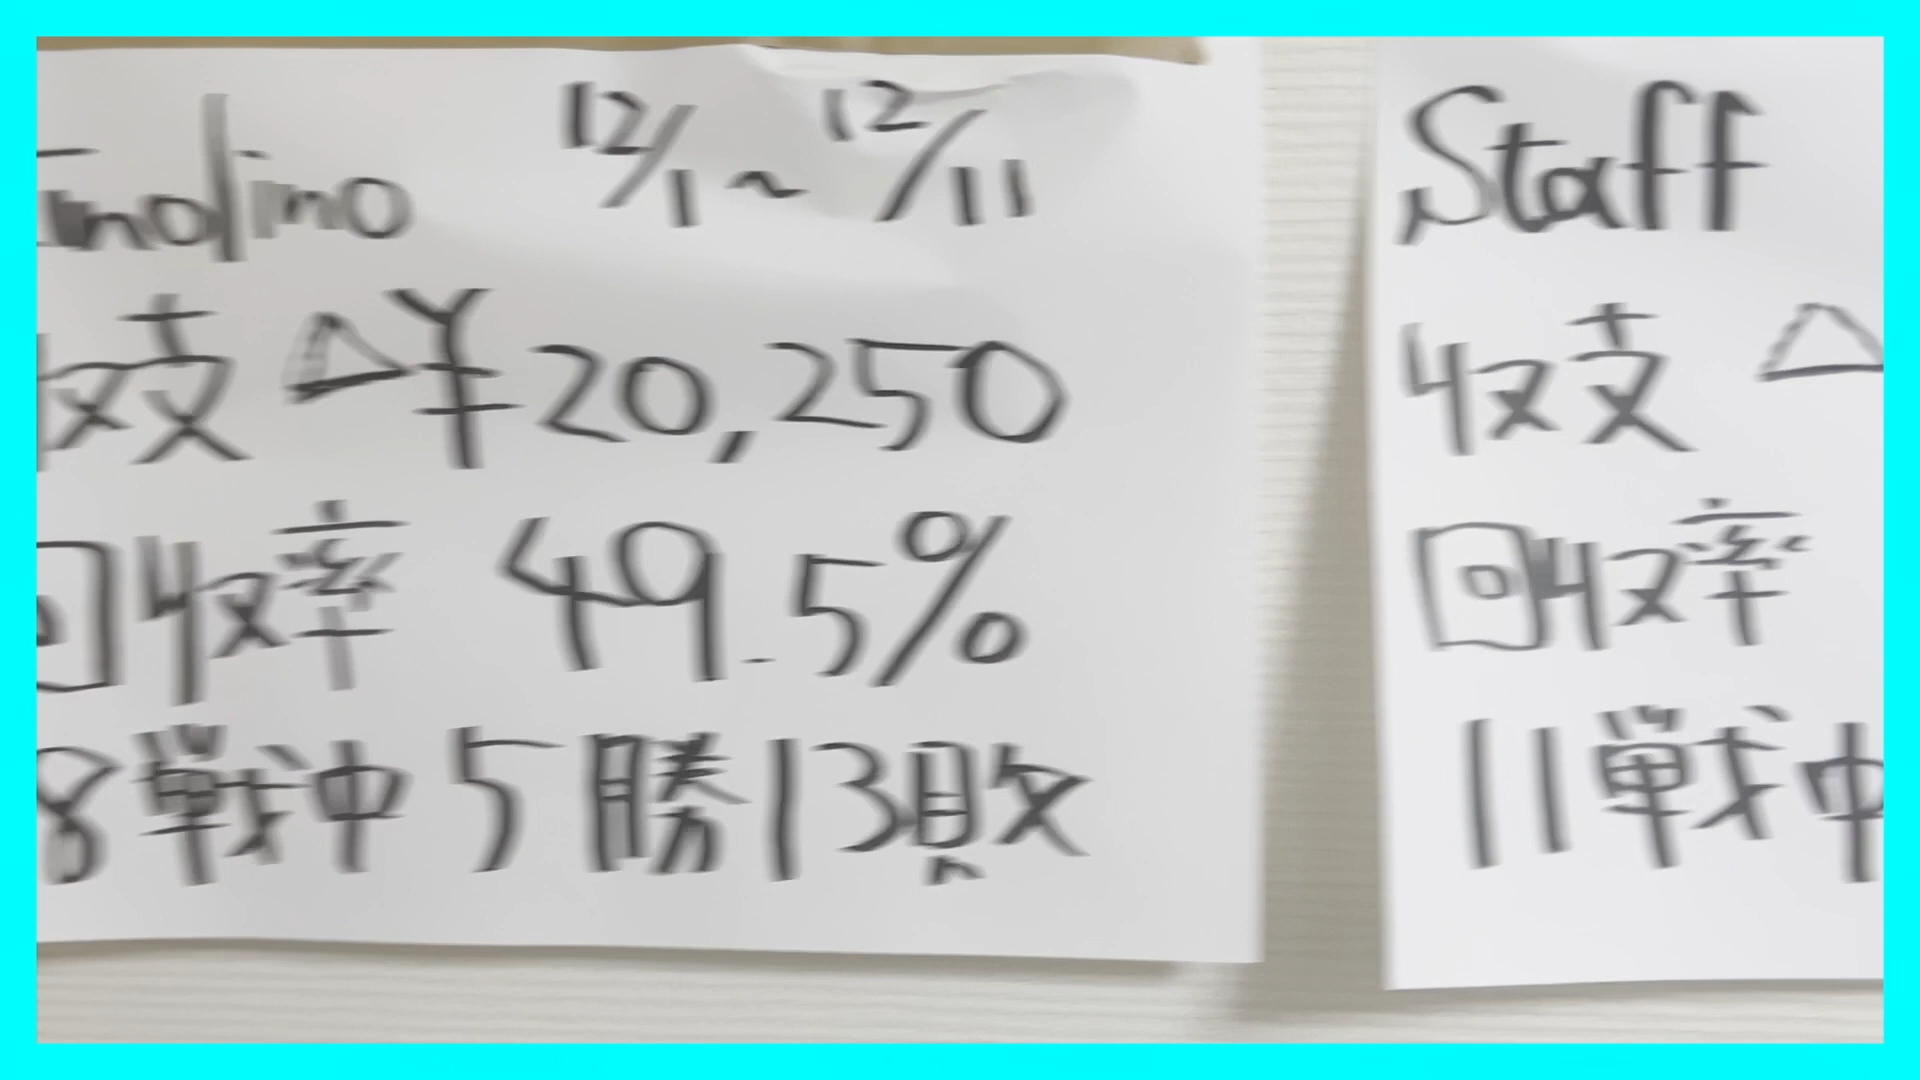 12/1~12/11
収支 △¥20,250
回収率 49.5%
8戦中5勝13敗
Staff
収支 △
回収率
11戦中